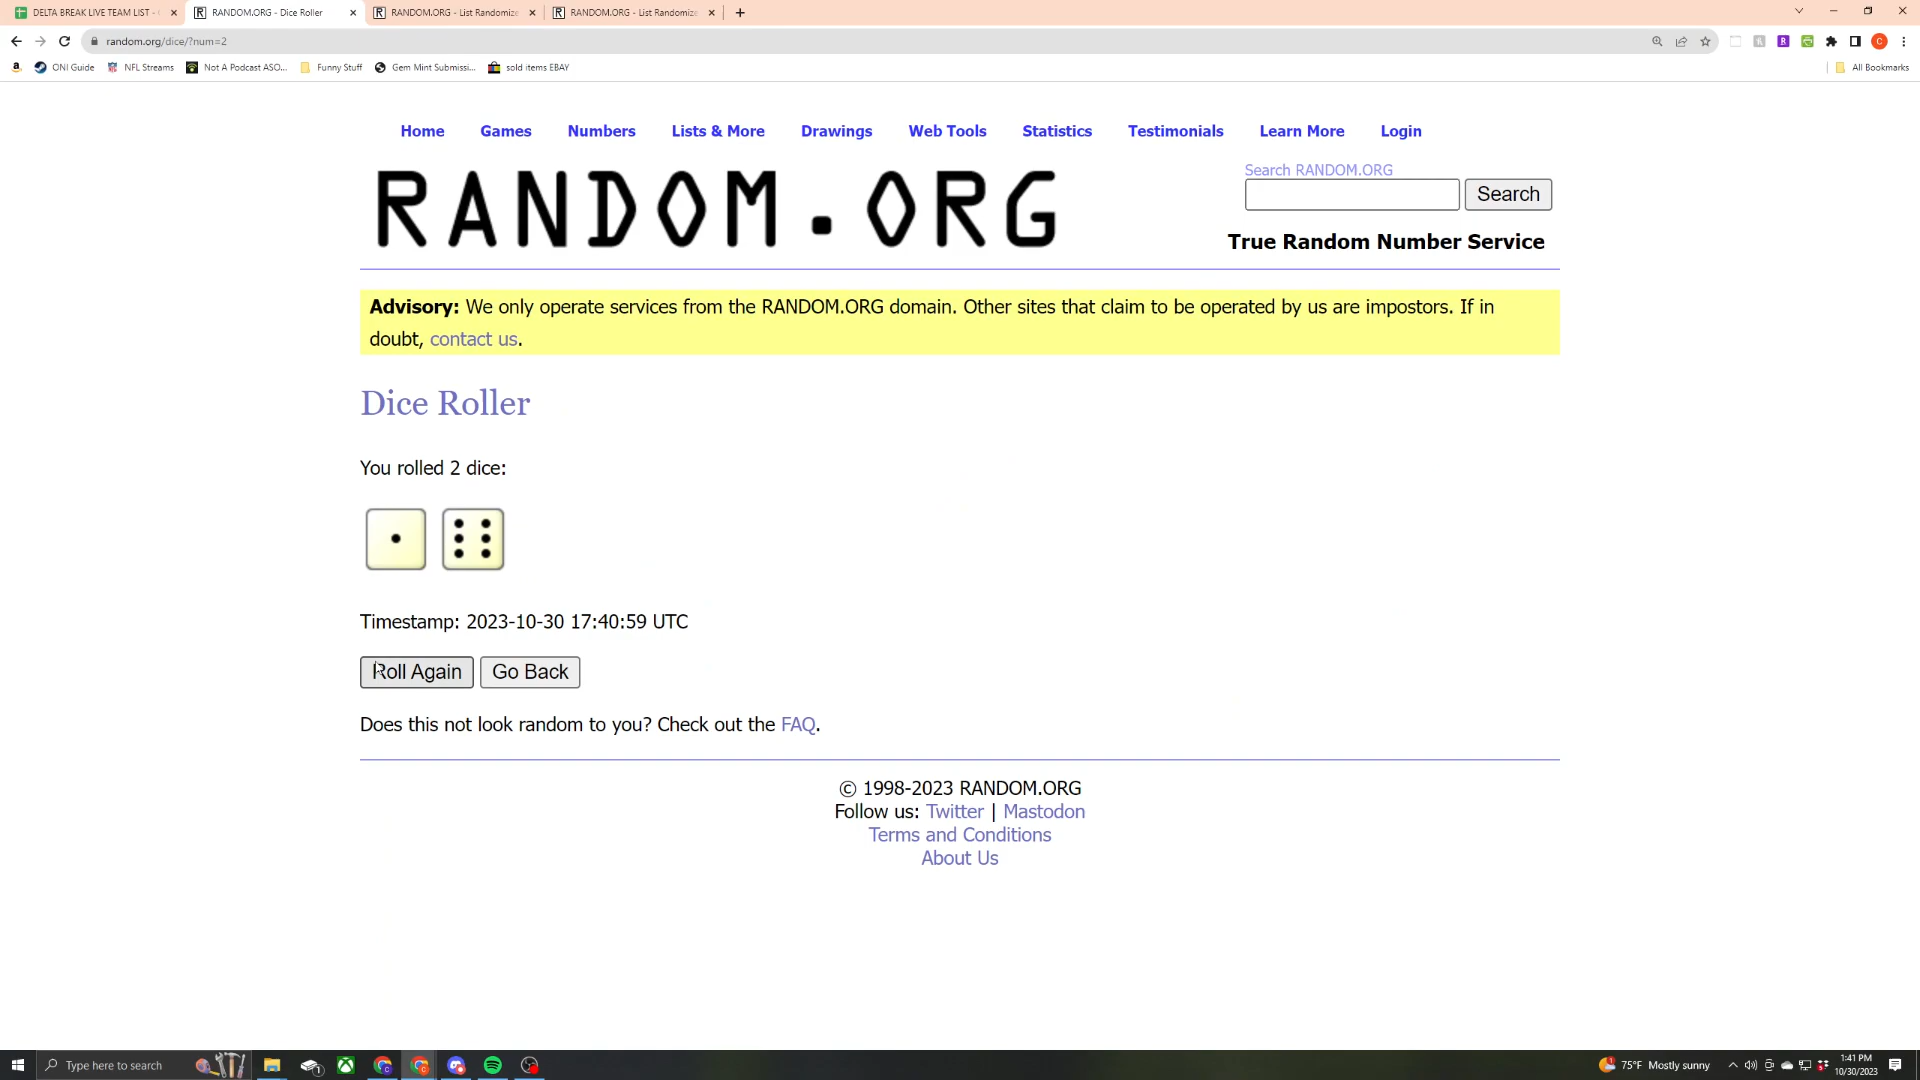 DELTA BREAK LIVE TEAM LIST -
RANDOM.ORG - Dice Roller
RANDOM.ORG - List Randomize
RANDOM.ORG - List Randomize
random.org/dice/?num=2
ONI Guide
NFL Streams
Not A Podcast ASO...
Funny Stuff
Gem Mint Submissi...
sold items EBAY
All Bookmarks
Home Games Numbers Lists & More Drawings Web Tools Statistics Testimonials Learn More Login
RANDOM.ORG
Search RANDOM.ORG
Search
True Random Number Service
Advisory: We only operate services from the RANDOM.ORG domain. Other sites that claim to be operated by us are impostors. If in
doubt, contact us.
Dice Roller
You rolled 2 dice:
Timestamp: 2023-10-30 17:40:59 UTC
Roll Again Go Back
Does this not look random to you? Check out the FAQ.
© 1998-2023 RANDOM.ORG
Follow us: Twitter | Mastodon
Terms and Conditions
About Us
Type here to search
75°F Mostly sunny
1:41 PM
10/30/2023